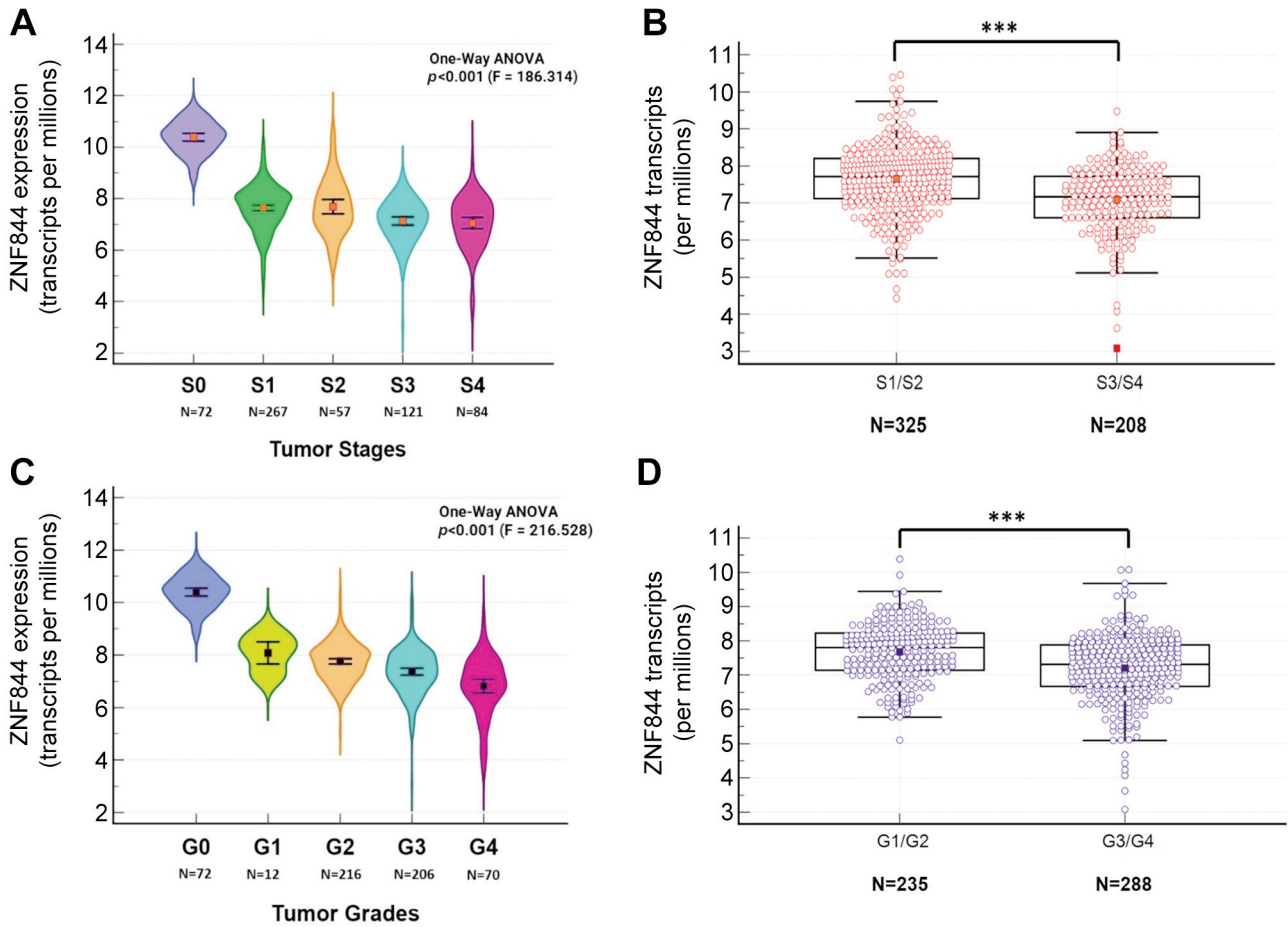 A
ZNF844 expression
(transcripts per millions)
14
12
10
8
6
4
2
One-Way ANOVA
p<0.001 (F = 186.314)
S0 S1 S2 S3 S4
N=72 N=267 N=57 N=121 N=84
Tumor Stages
B
***
ZNF844 transcripts
(per millions)
11
10
9
8
7
6
5
4
3
S1/S2 S3/S4
N=325 N=208
C
ZNF844 expression
(transcripts per millions)
14
12
10
8
6
4
2
One-Way ANOVA
p<0.001 (F = 216.528)
G0 G1 G2 G3 G4
N=72 N=12 N=216 N=206 N=70
Tumor Grades
D
***
ZNF844 transcripts
(per millions)
11
10
9
8
7
6
5
4
3
G1/G2 G3/G4
N=235 N=288